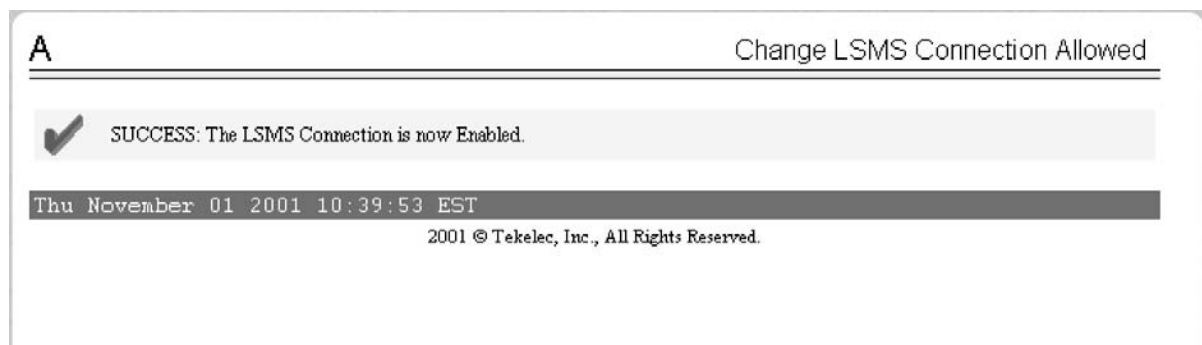 A
Change LSMS Connection Allowed
SUCCESS: The LSMS Connection is now Enabled.
Thu November 01 2001 10:39:53 EST
2001 © Tekelec, Inc., All Rights Reserved.